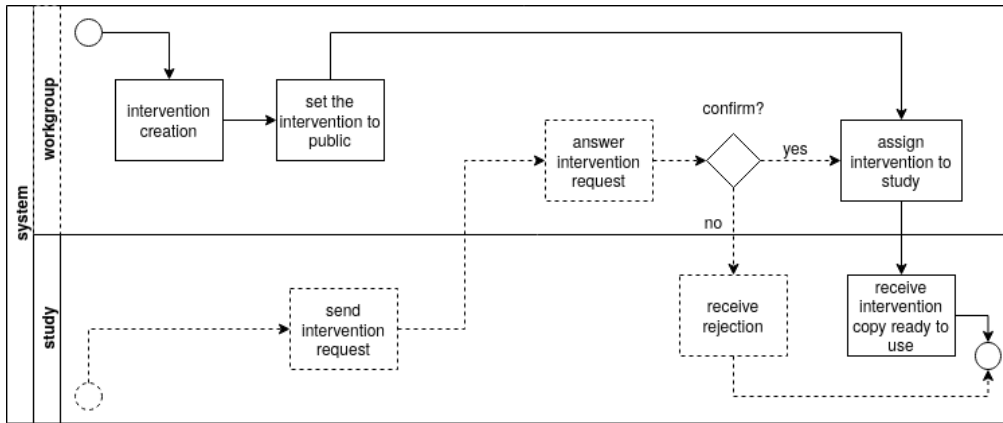 system
workgroup
intervention
creation
set the
intervention to
public
answer
intervention
request
confirm?
yes
no
assign
intervention to
study
study
send
intervention
request
receive
rejection
receive
intervention
copy ready to
use